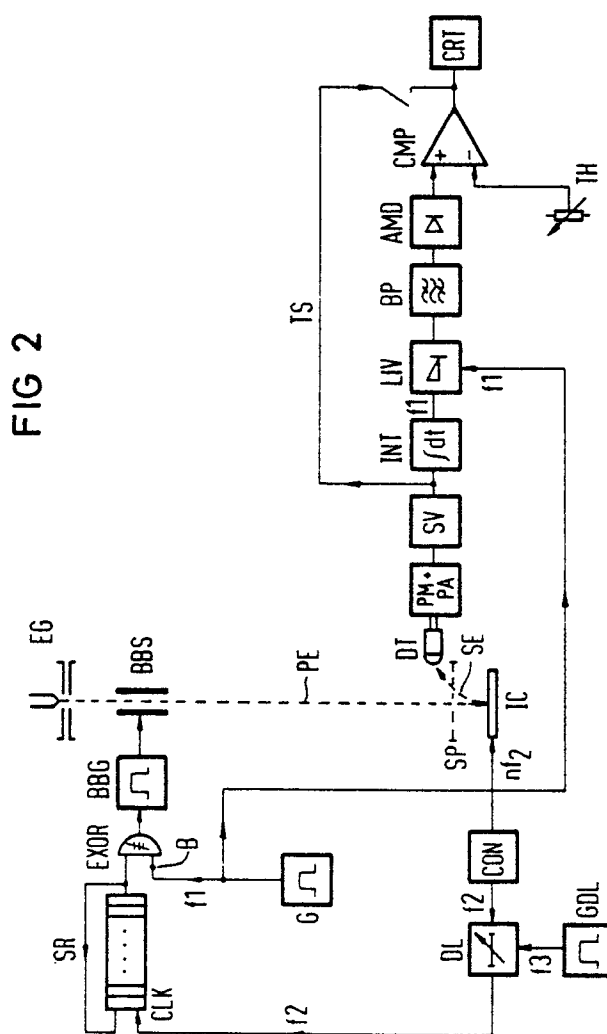 FIG 2
EG
BBS
PE
BBG
EXOR
B
SR
CLK
f1
G
f2
DL
f2
CON
f3
GDL
nf2
IC
SP
SE
DT
PM+
PA
SV
TS
INT
∫dt
f1
LIV
f1
BP
AMD
CMP
+
−
TH
CRT